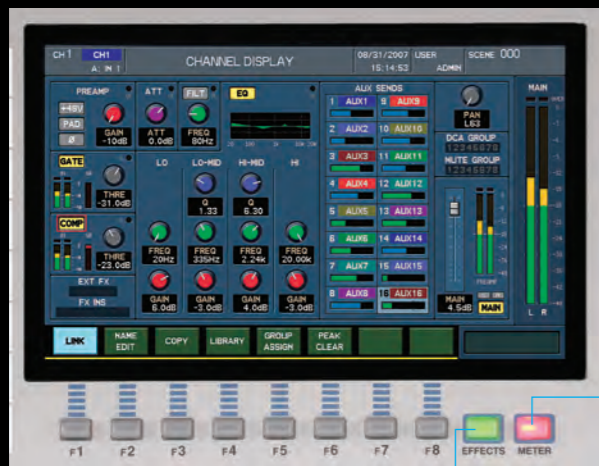 CH 1 CH1
A: IN 1
CHANNEL DISPLAY
08/31/2007
15:14:53
USER
ADMIN
SCENE 000
PREAMP
+48V
PAD
Ø
GAIN
-10dB
ATT
ATT
0.0dB
FILT
FREQ
80Hz
EQ
GATE
THRE
-31.0dB
COMP
THRE
-23.0dB
EXT FX
FX INS
LO
LO-MID
HI-MID
HI
Q
1.33
Q
6.30
FREQ
20Hz
FREQ
335Hz
FREQ
2.24k
FREQ
20.00k
GAIN
6.0dB
GAIN
-3.0dB
GAIN
4.0dB
GAIN
-3.0dB
AUX SENDS
1 AUX1
9 AUX9
2 AUX2
10 AUX10
3 AUX3
11 AUX11
4 AUX4
12 AUX12
5 AUX5
13 AUX13
6 AUX6
14 AUX14
7 AUX7
15 AUX15
8 AUX8
16 AUX16
PAN
L63
DCA GROUP
12345678
MUTE GROUP
12345678
MAIN
4.5dB
MAIN
MAIN
L R
LINK
NAME
EDIT
COPY
LIBRARY
GROUP
ASSIGN
PEAK
CLEAR
F1
F2
F3
F4
F5
F6
F7
F8
EFFECTS
METER